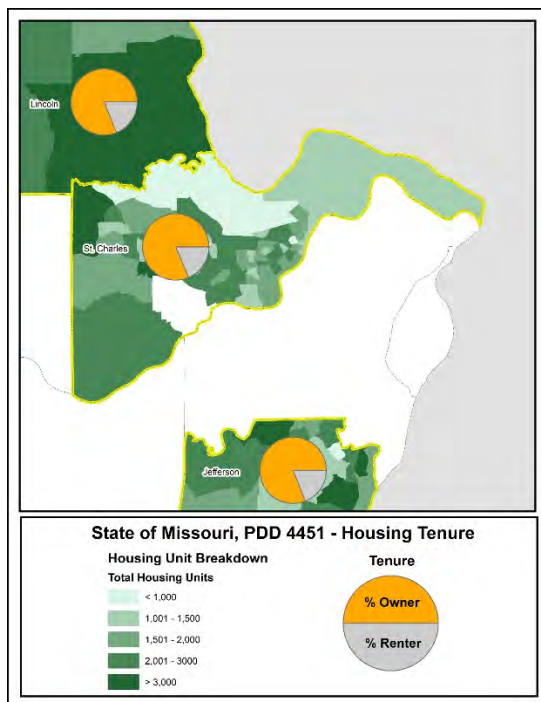 Lincoln
St. Charles
Jefferson
State of Missouri, PDD 4451 - Housing Tenure
Housing Unit Breakdown
Total Housing Units
< 1,000
1,001 - 1,500
1,501 - 2,000
2,001 - 3000
> 3,000
Tenure
% Owner
% Renter